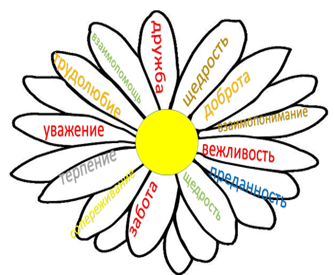 дружба
щедрость
доброта
взаимопонимание
вежливость
преданность
щедрость
забота
сопереживание
терпение
уважение
трудолюбие
взаимопомощь